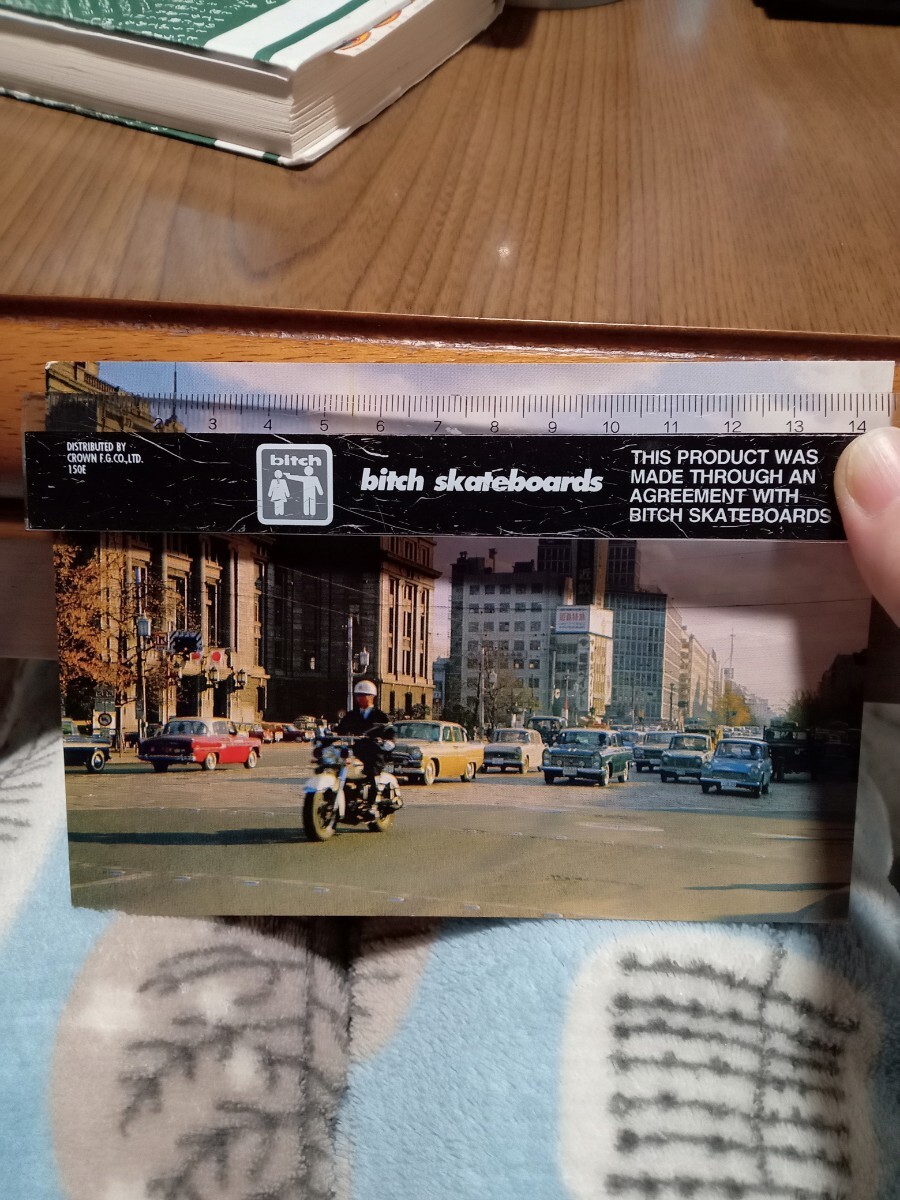 3 4 5 6 7 8 9 10 11 12 13 14
DISTRIBUTED BY
CROWN F.G.CO.,LTD.
150E
bitch
bitch skateboards
THIS PRODUCT WAS
MADE THROUGH AN
AGREEMENT WITH
BITCH SKATEBOARDS